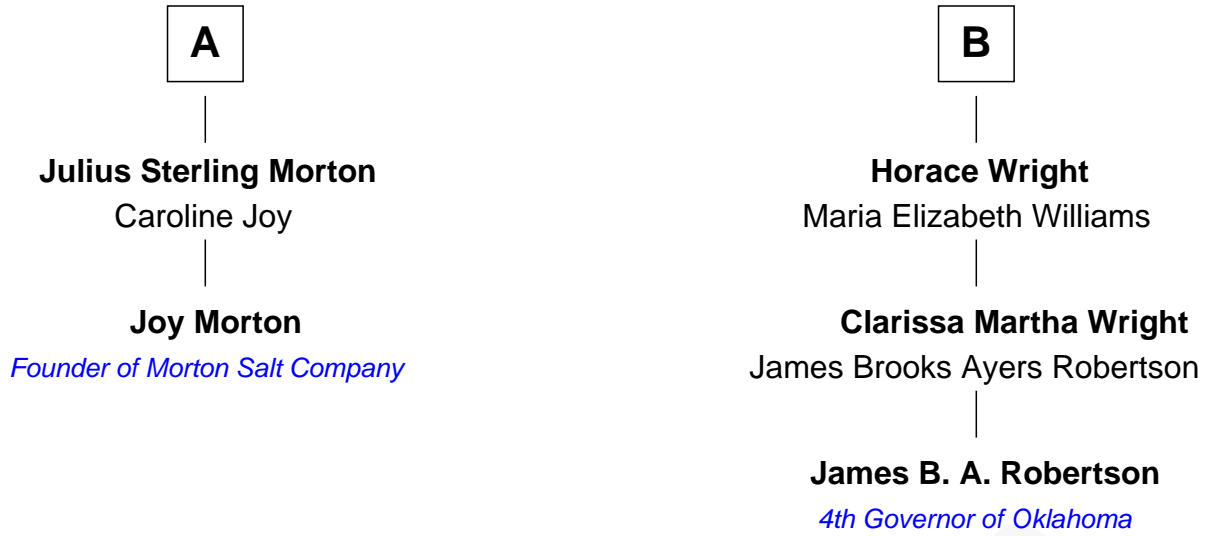 A
Julius Sterling Morton
Caroline Joy
Joy Morton
Founder of Morton Salt Company
B
Horace Wright
Maria Elizabeth Williams
Clarissa Martha Wright
James Brooks Ayers Robertson
James B. A. Robertson
4th Governor of Oklahoma